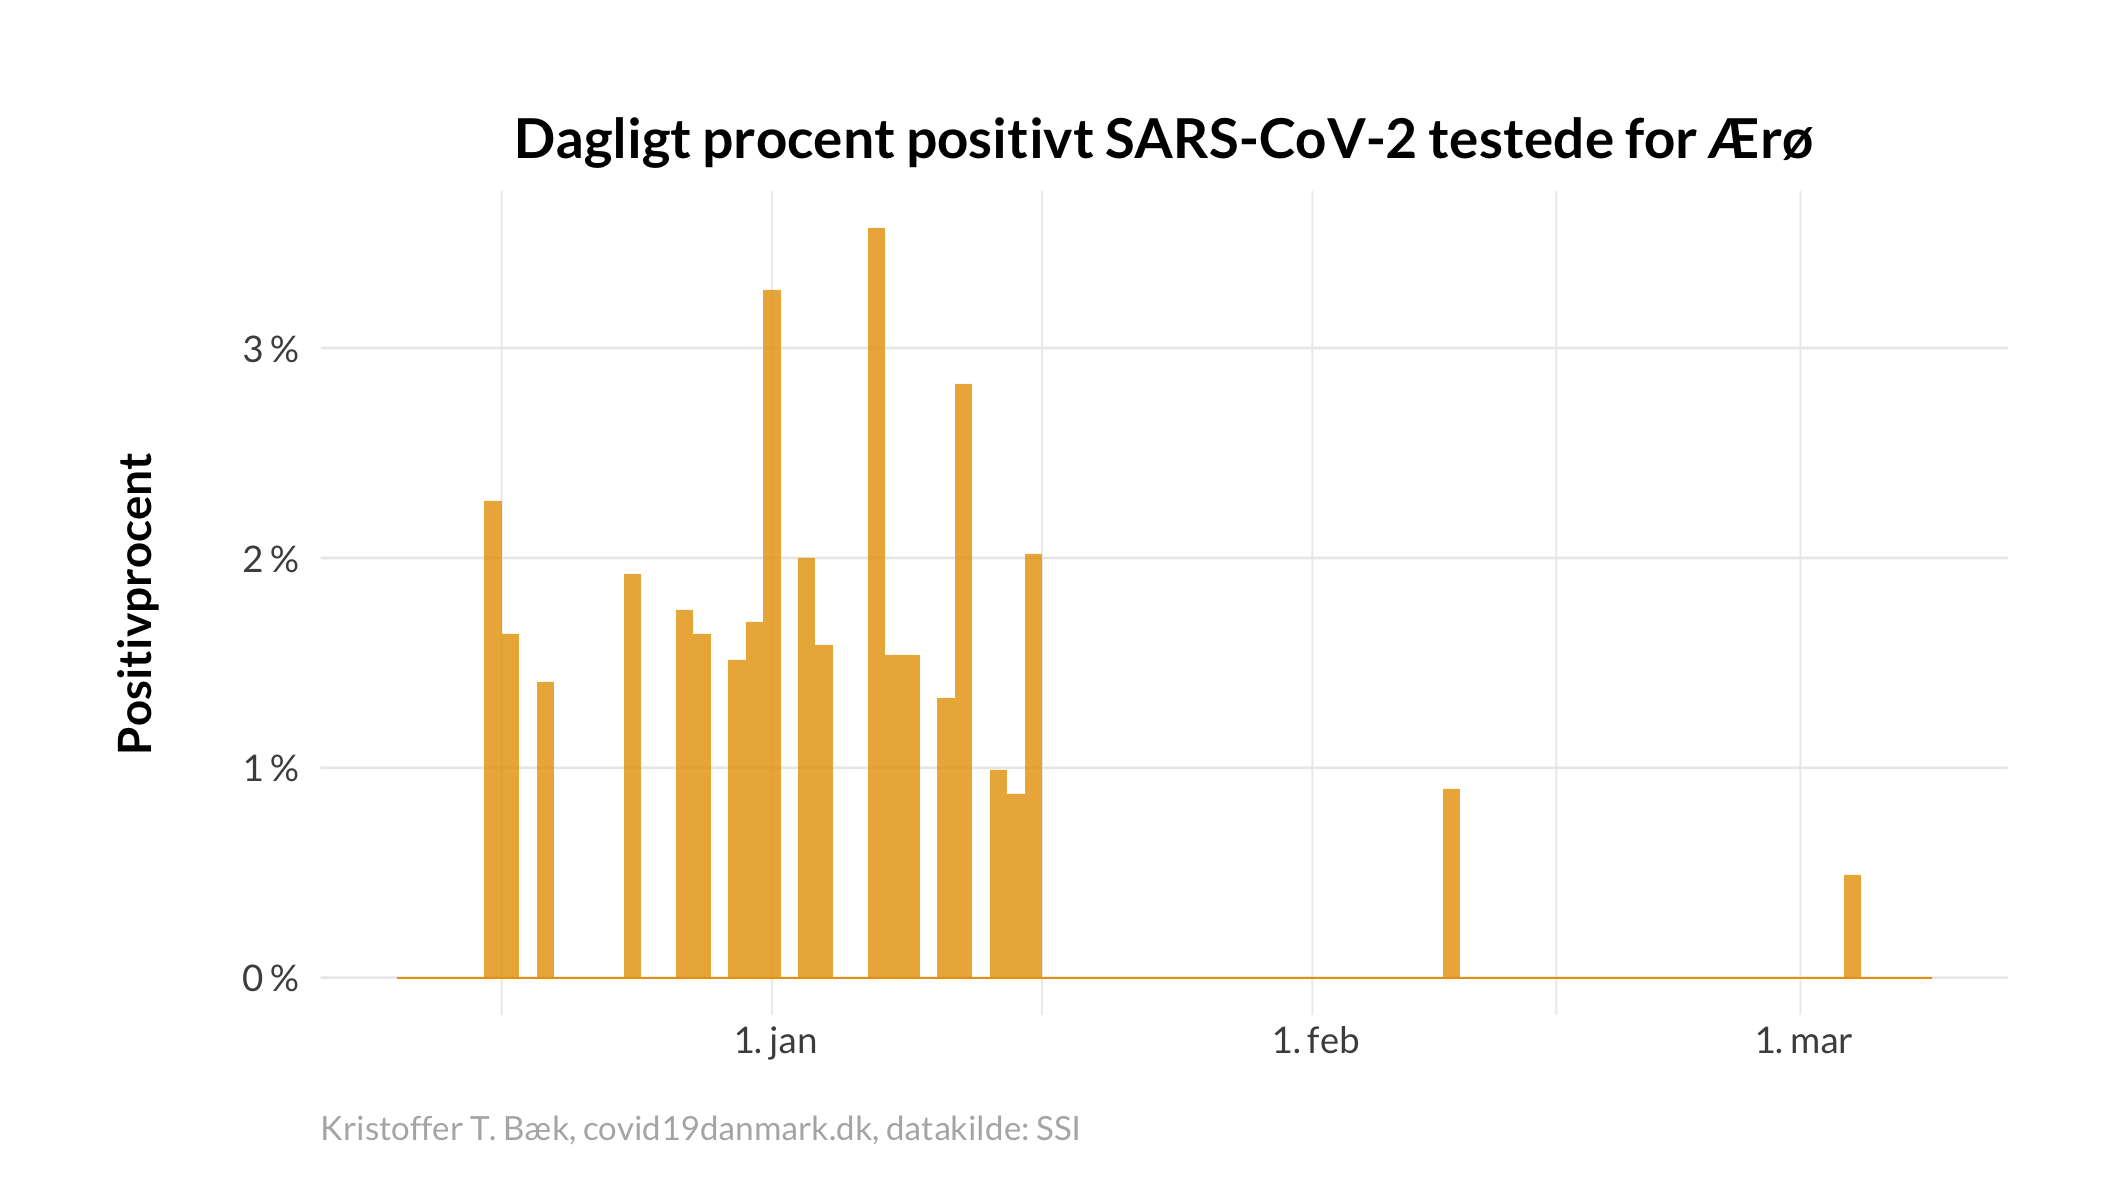 Dagligt procent positivt SARS-CoV-2 testede for Ærø
Positivprocent
3 %
2 %
1 %
0 %
1. jan
1. feb
1. mar
Kristoffer T. Bæk, covid19danmark.dk, datakilde: SSI